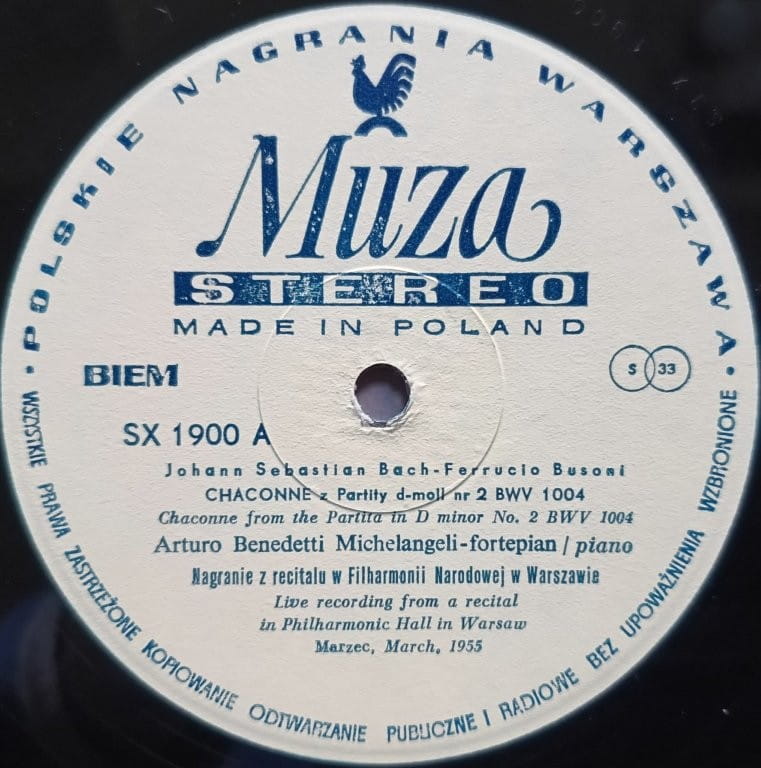 • POLSKIE NAGRANIA WARSZAWA •
Muza
STEREO
MADE IN POLAND
BIEM
S 33
SX 1900 A
Johann Sebastian Bach-Ferruccio Busoni
CHACONNE z Partity d-moll nr 2 BWV 1004
Chaconne from the Partita in D minor No. 2 BWV 1004
Arturo Benedetti Michelangeli-fortepian / piano
Nagranie z recitalu w Filharmonii Narodowej w Warszawie
Live recording from a recital
in Philharmonic Hall in Warsaw
Marzec, March, 1955
WSZYSTKIE PRAWA ZASTRZEŻONE KOPIOWANIE ODTWARZANIE PUBLICZNE I RADIOWE BEZ UPOWAŻNIENIA WZBRONIONE